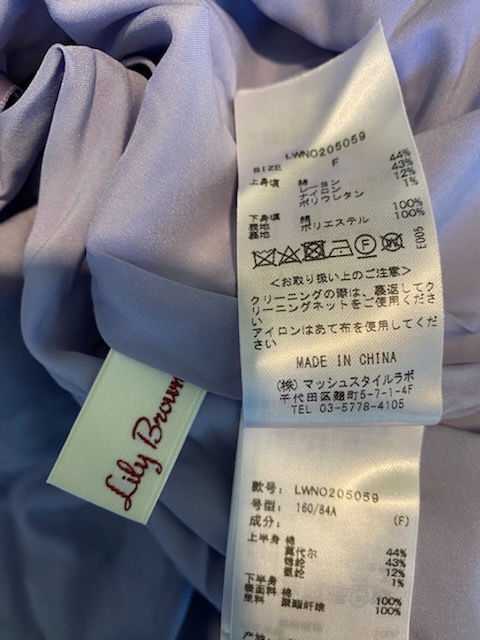 LWNO205059
SIZE F
上身頃 綿 44%
レーヨン 43%
ナイロン 12%
ポリウレタン 1%
下身頃
表地 綿 100%
裏地 ポリエステル 100%
E005
<お取り扱い上のご注意>
クリーニングの際は、裏返してク
リーニングネットをご使用くださ
い
アイロンはあて布を使用してくだ
さい
MADE IN CHINA
(株) マッシュスタイルラボ
千代田区麹町5-7-1-4F
TEL 03-5778-4105
Lily Brown
款号: LWNO205059
号型: 160/84A
成分: (F)
上半身 棉 44%
莫代尔 43%
锦纶 12%
氨纶 1%
下半身
棉 100%
里料 聚酯纤维 100%